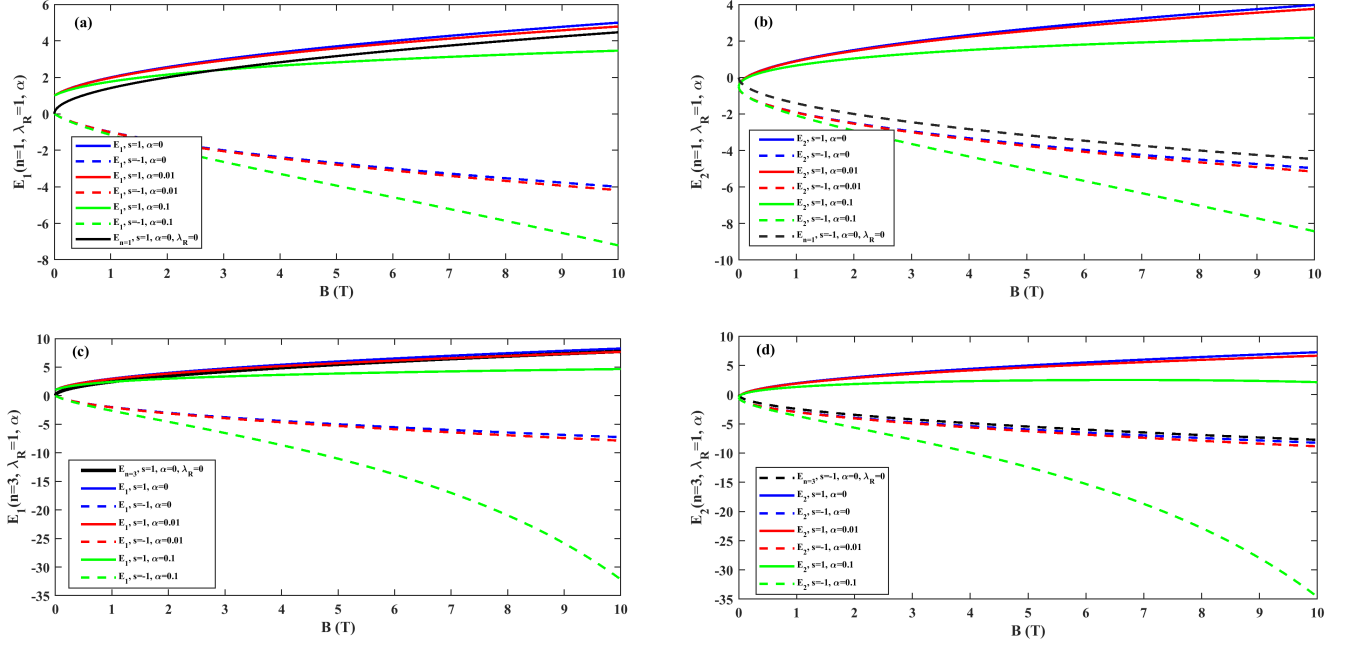 (a)
E1(n=1, λR=1, α)
6
4
2
0
-2
-4
-6
-8
E1, s=1, α=0
E1, s=-1, α=0
E1, s=1, α=0.01
E1, s=-1, α=0.01
E1, s=1, α=0.1
E1, s=-1, α=0.1
En=1, s=1, α=0, λR=0
0 1 2 3 4 5 6 7 8 9 10
B (T)
(b)
E2(n=1, λR=1, α)
4
2
0
-2
-4
-6
-8
-10
E2, s=1, α=0
E2, s=-1, α=0
E2, s=1, α=0.01
E2, s=-1, α=0.01
E2, s=1, α=0.1
E2, s=-1, α=0.1
En=1, s=-1, α=0, λR=0
0 1 2 3 4 5 6 7 8 9 10
B (T)
(c)
E1(n=3, λR=1, α)
10
5
0
-5
-10
-15
-20
-25
-30
-35
En=3, s=1, α=0, λR=0
E1, s=1, α=0
E1, s=-1, α=0
E1, s=1, α=0.01
E1, s=-1, α=0.01
E1, s=1, α=0.1
E1, s=-1, α=0.1
0 1 2 3 4 5 6 7 8 9 10
B (T)
(d)
E2(n=3, λR=1, α)
10
5
0
-5
-10
-15
-20
-25
-30
-35
En=3, s=-1, α=0, λR=0
E2, s=1, α=0
E2, s=-1, α=0
E2, s=1, α=0.01
E2, s=-1, α=0.01
E2, s=1, α=0.1
E2, s=-1, α=0.1
0 1 2 3 4 5 6 7 8 9 10
B (T)